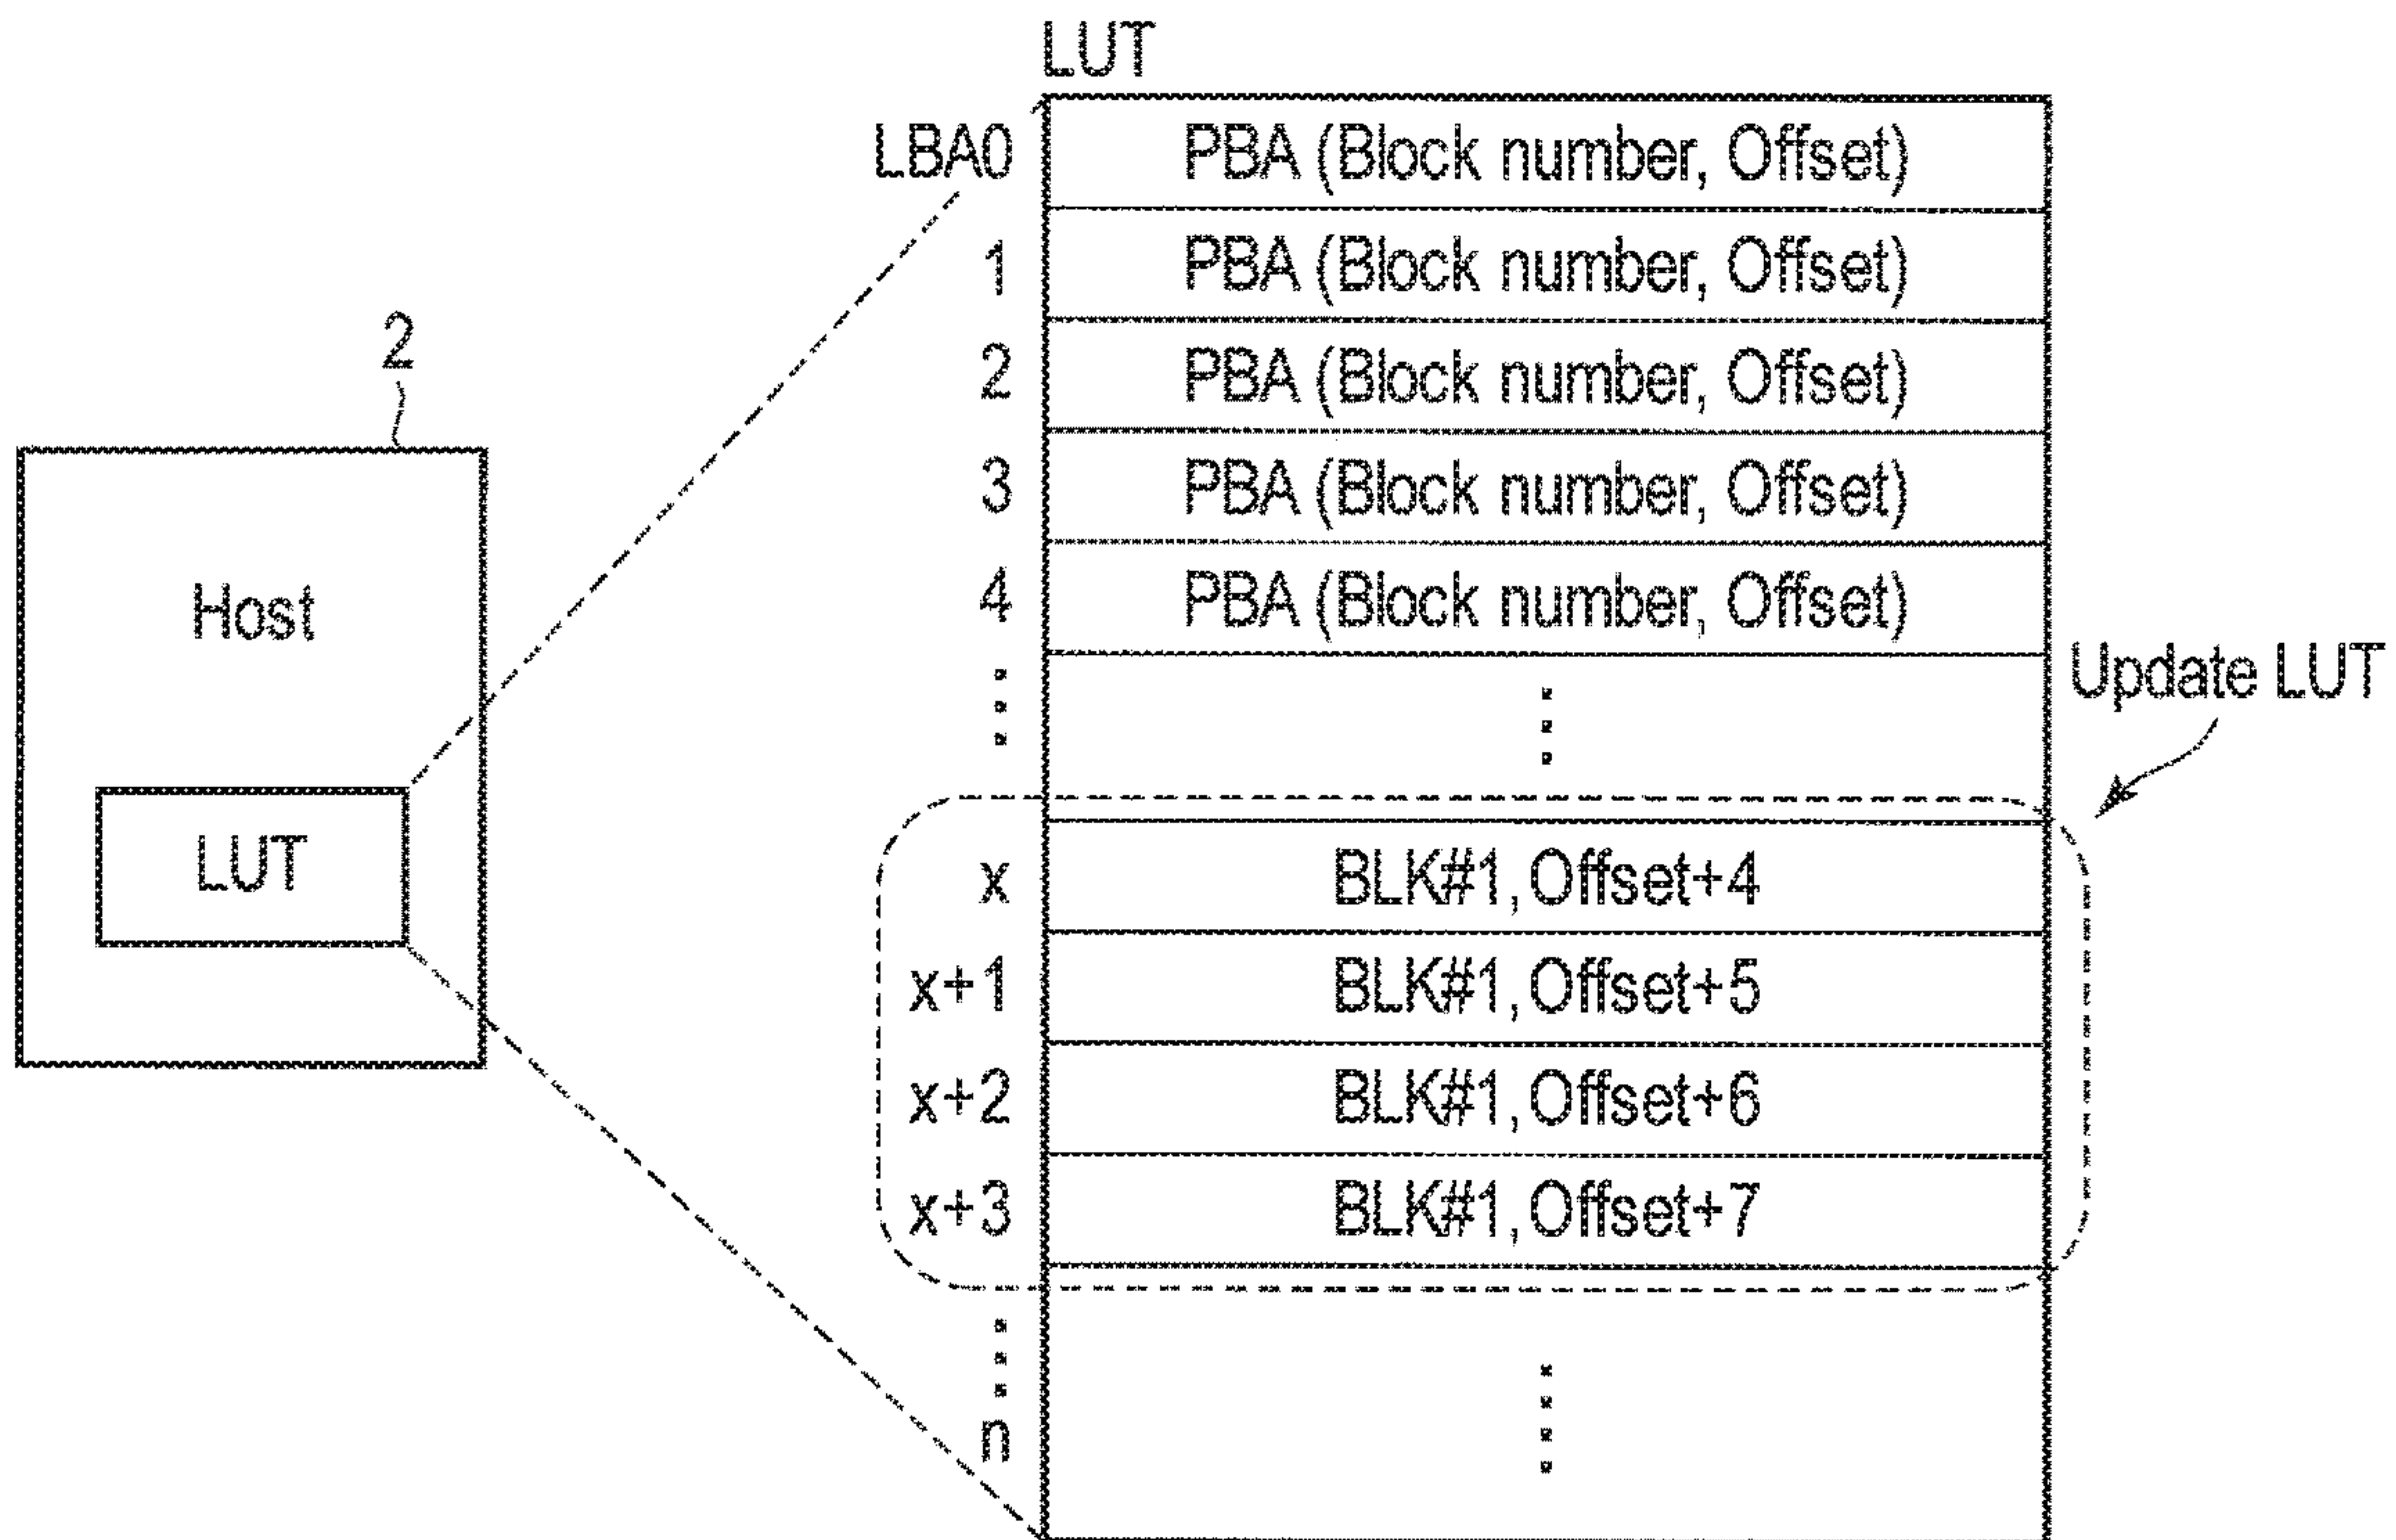 LUT
LBA0 PBA (Block number, Offset)
1 PBA (Block number, Offset)
2 PBA (Block number, Offset)
3 PBA (Block number, Offset)
4 PBA (Block number, Offset)
2
Host
LUT
Update LUT
x BLK#1, Offset+4
x+1 BLK#1, Offset+5
x+2 BLK#1, Offset+6
x+3 BLK#1, Offset+7
n